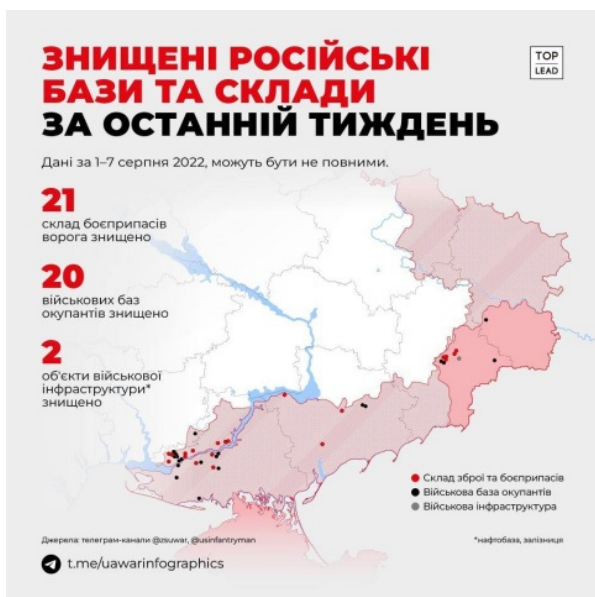 ЗНИЩЕНІ РОСІЙСЬКІ
БАЗИ ТА СКЛАДИ
ЗА ОСТАННІЙ ТИЖДЕНЬ
TOP
LEAD
Дані за 1–7 серпня 2022, можуть бути не повними.
21
склад боєприпасів
ворога знищено
20
військових баз
окупантів знищено
2
об'єкти військової
інфраструктури*
знищено
Склад зброї та боєприпасів
Військова база окупантів
Військова інфраструктура
Джерела: телеграм-канали @zsuwar, @usinfantryman
*нафтобаза, залізниця
t.me/uawarinfographics